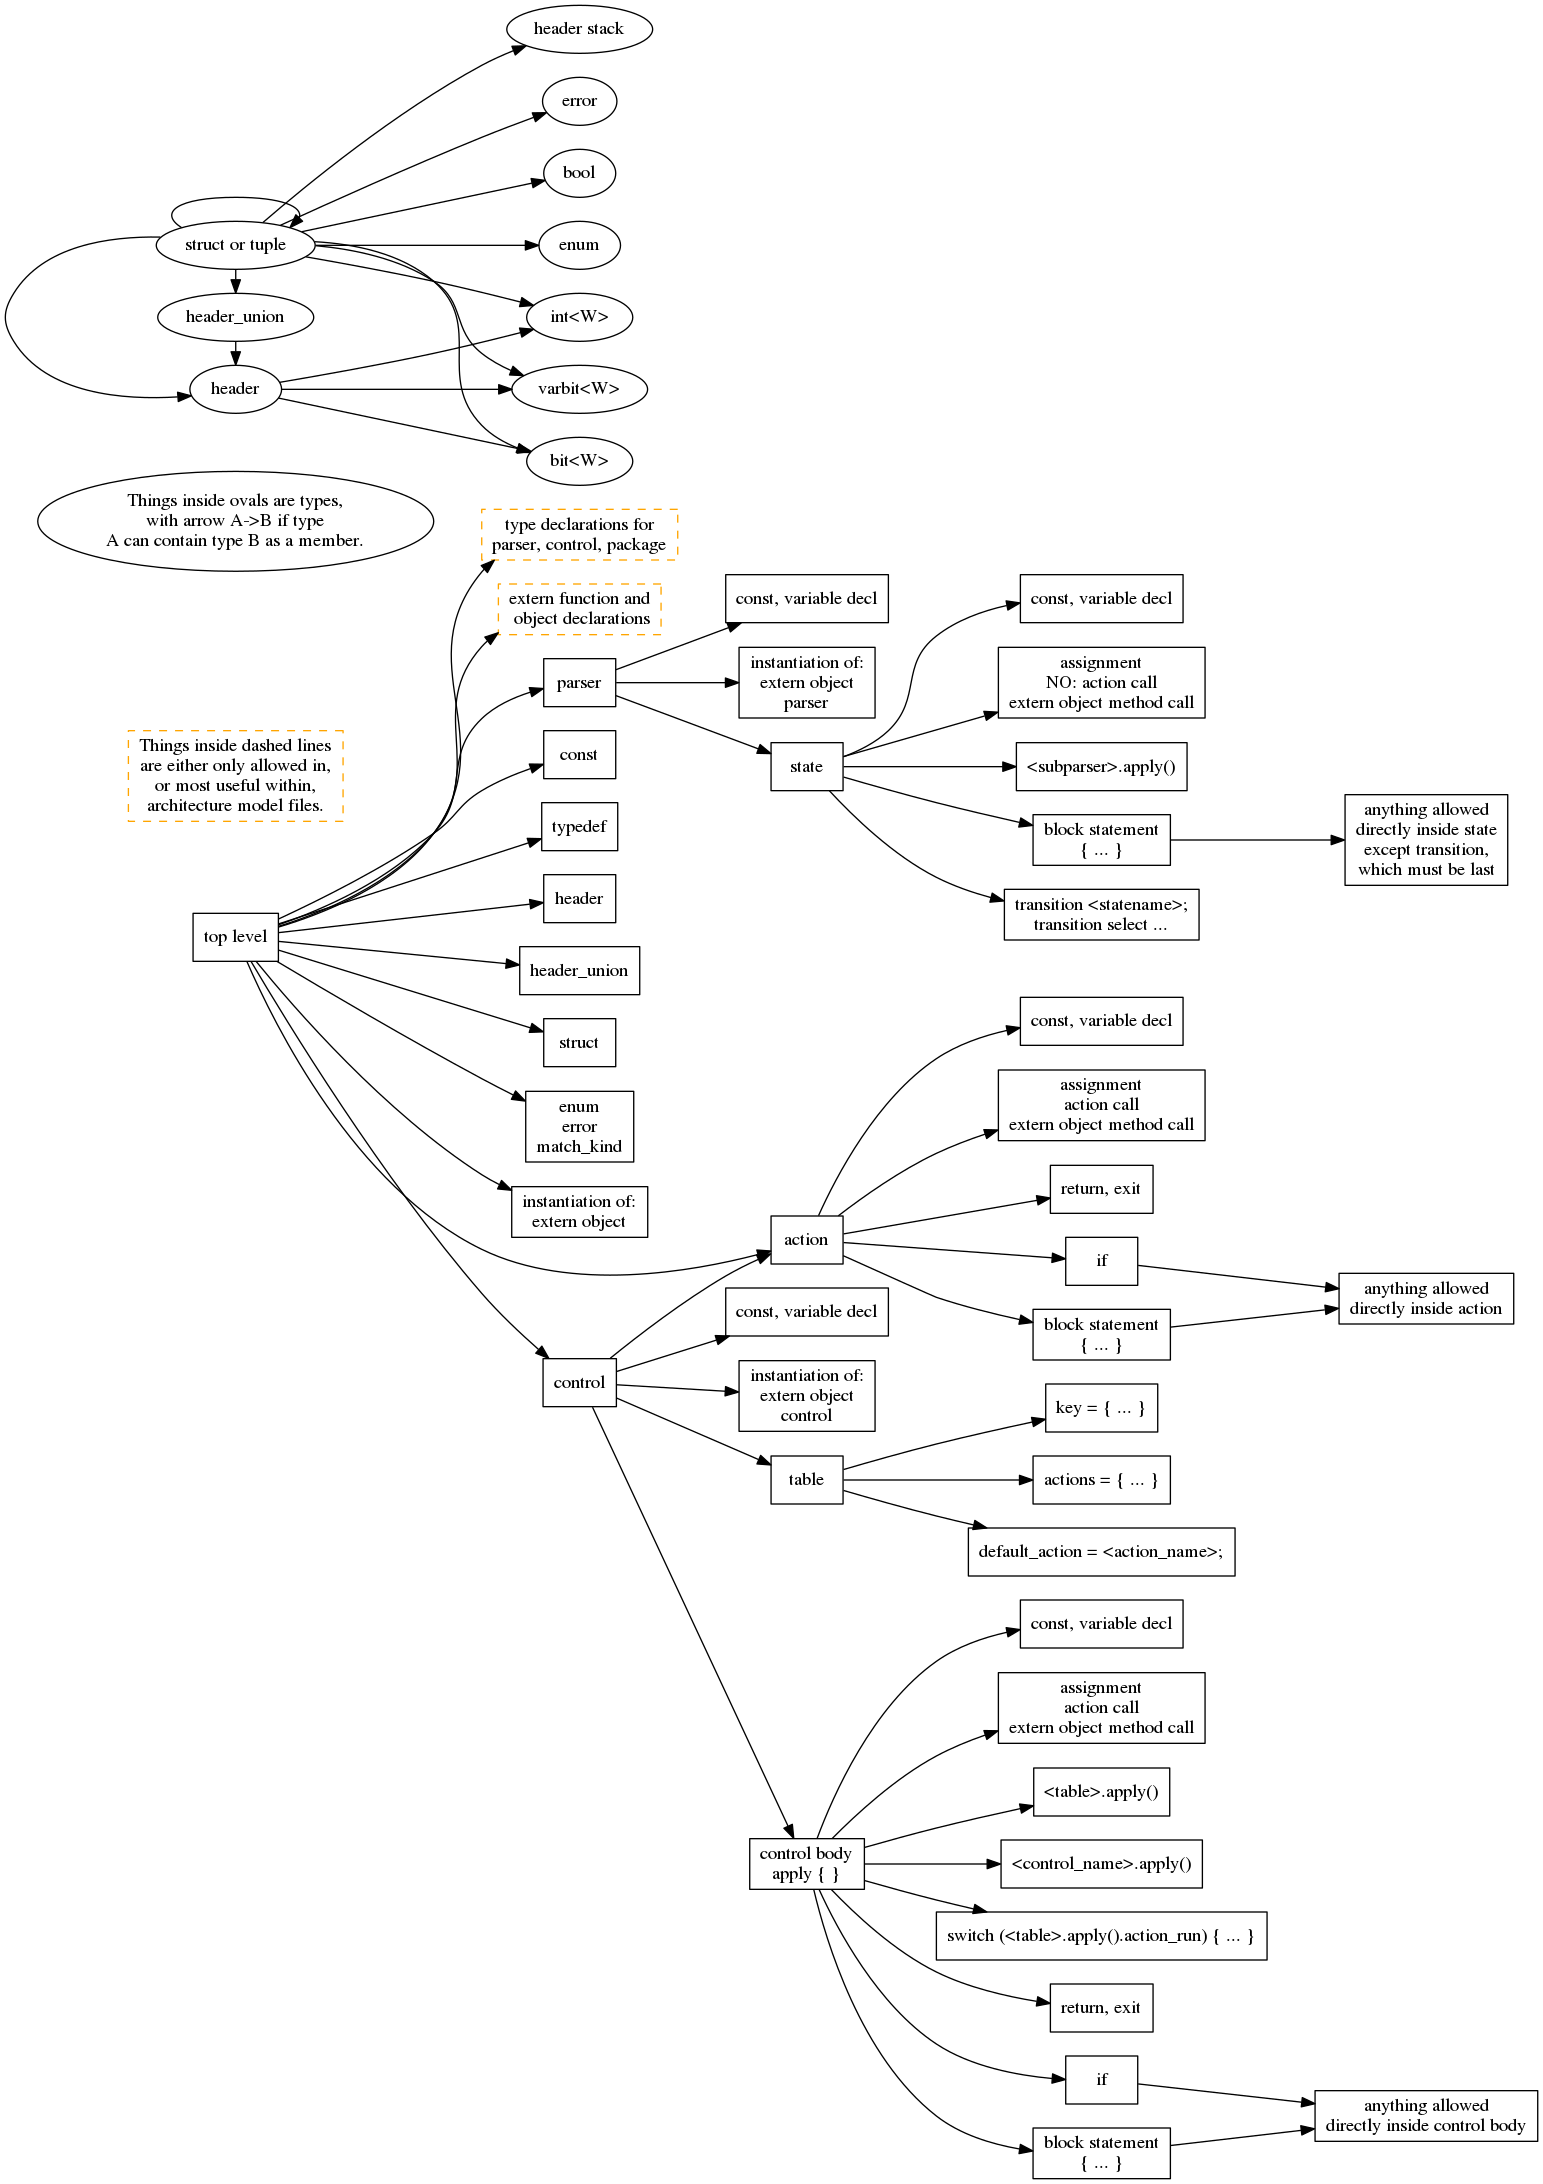 header stack
error
bool
struct or tuple
enum
header_union
int<W>
header
varbit<W>
bit<W>
Things inside ovals are types,
with arrow A->B if type
A can contain type B as a member.
type declarations for
parser, control, package
extern function and
object declarations
Things inside dashed lines
are either only allowed in,
or most useful within,
architecture model files.
top level
parser
const
typedef
header
header_union
struct
enum
error
match_kind
instantiation of:
extern object
control
const, variable decl
instantiation of:
extern object
parser
state
const, variable decl
assignment
NO: action call
extern object method call
<subparser>.apply()
block statement
{ ... }
anything allowed
directly inside state
except transition,
which must be last
transition <statename>;
transition select ...
action
const, variable decl
assignment
action call
extern object method call
return, exit
if
block statement
{ ... }
anything allowed
directly inside action
const, variable decl
instantiation of:
extern object
control
table
key = { ... }
actions = { ... }
default_action = <action_name>;
control body
apply { }
const, variable decl
assignment
action call
extern object method call
<table>.apply()
<control_name>.apply()
switch (<table>.apply().action_run) { ... }
return, exit
if
block statement
{ ... }
anything allowed
directly inside control body